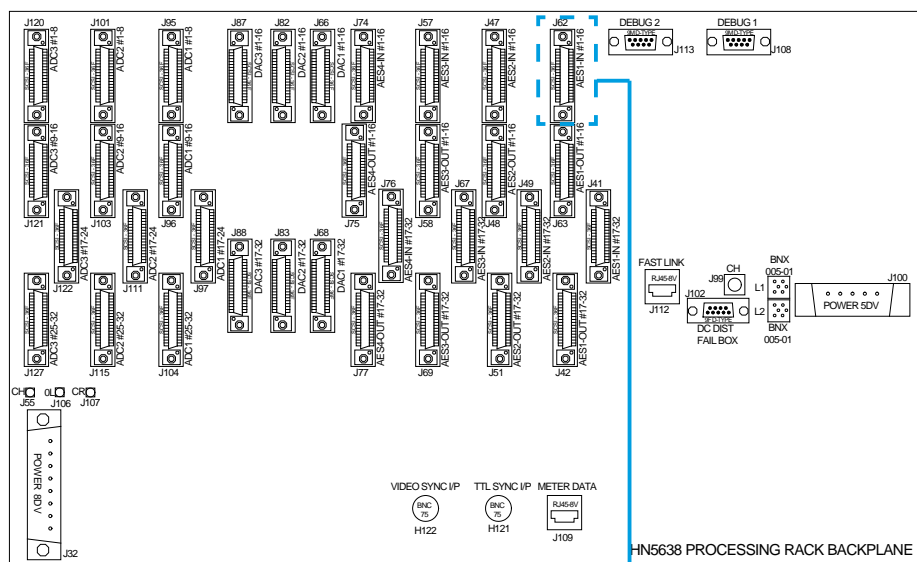 J120
J101
J95
J87
J82
J66
J74
J57
J47
J62
DEBUG 2
DEBUG 1
9MD-TYPE
9MD-TYPE
J113
J108
ADC3 #1-8
ADC2 #1-8
ADC1 #1-8
DAC3 #1-16
DAC2 #1-16
DAC1 #1-16
AES4-IN #1-16
AES3-IN #1-16
AES2-IN #1-16
AES1-IN #1-16
ADC3 #9-16
ADC2 #9-16
ADC1 #9-16
AES4-OUT #1-16
AES3-OUT #1-16
AES2-OUT #1-16
AES1-OUT #1-16
J121
J103
J96
J75
J76
J58
J67
J48
J49
J63
J41
ADC3 #17-24
ADC2 #17-24
ADC1 #17-24
J88
J83
J68
DAC3 #17-32
DAC2 #17-32
DAC1 #17-32
AES4-IN #17-32
AES3-IN #17-32
AES2-IN #17-32
AES1-IN #17-32
J122
J111
J97
ADC3 #25-32
ADC2 #25-32
ADC1 #25-32
AES4-OUT #17-32
AES3-OUT #17-32
AES2-OUT #17-32
AES1-OUT #17-32
J127
J115
J104
J77
J69
J51
J42
FAST LINK
RJ45-8V
J112
CH
J99
J102
9FD-TYPE
DC DIST
FAIL BOX
BNX
005-01
L1
L2
BNX
005-01
J100
POWER 5DV
CH
J55
0L
J106
CR
J107
POWER 8DV
J32
VIDEO SYNC I/P
BNC
75
H122
TTL SYNC I/P
BNC
75
H121
METER DATA
RJ45-8V
J109
HN5638 PROCESSING RACK BACKPLANE